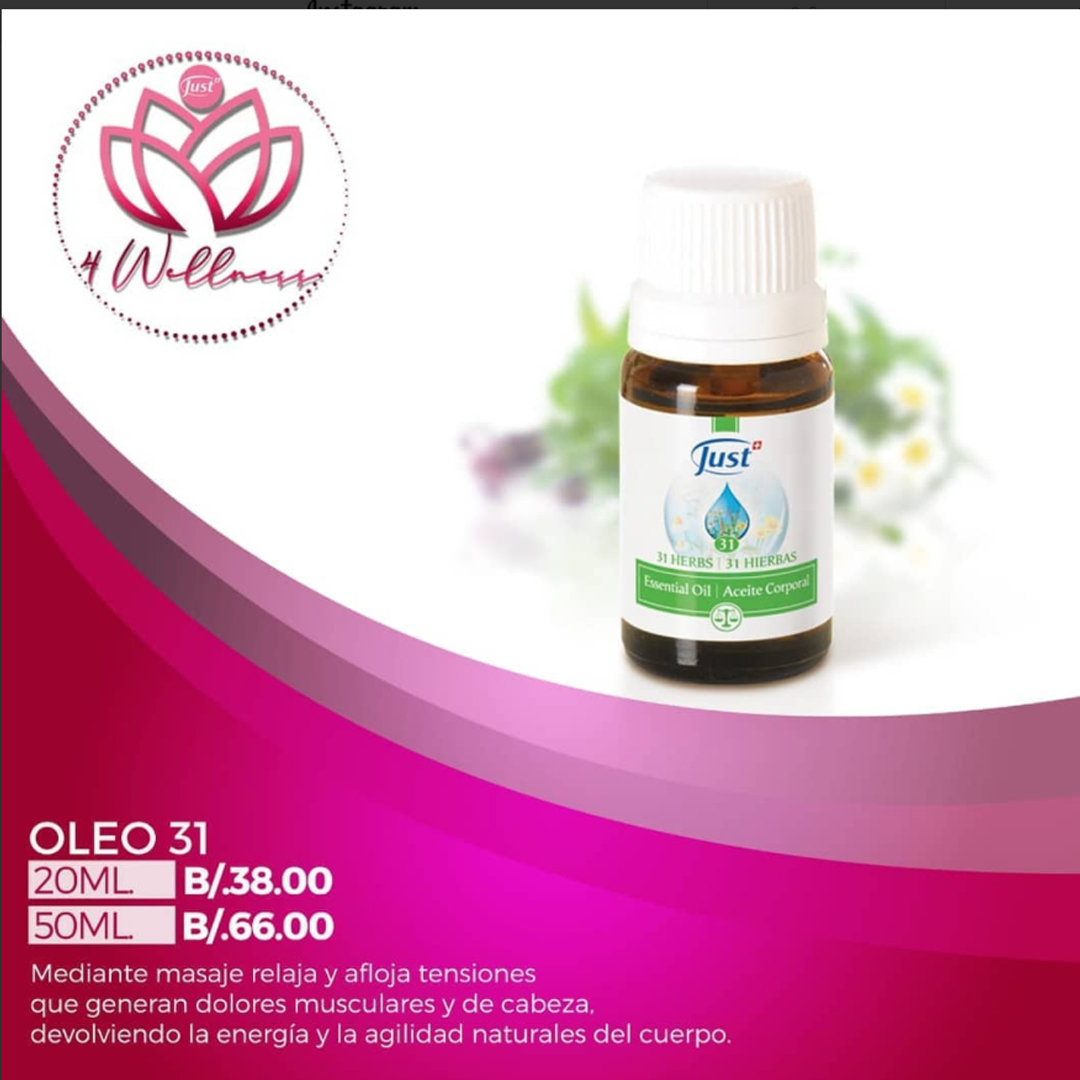 Just
4 Wellness
Just
31
31 HERBS | 31 HIERBAS
Essential Oil | Aceite Corporal
OLEO 31
20ML. B/.38.00
50ML. B/.66.00
Mediante masaje relaja y afloja tensiones
que generan dolores musculares y de cabeza,
devolviendo la energía y la agilidad naturales del cuerpo.